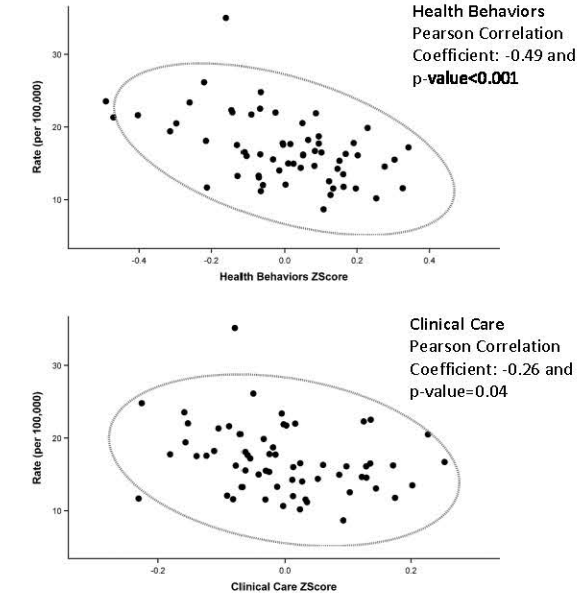 Health Behaviors
Pearson Correlation
Coefficient: -0.49 and
p-value<0.001
Rate (per 100,000)
30
20
10
-0.4 -0.2 0.0 0.2 0.4
Health Behaviors ZScore
Clinical Care
Pearson Correlation
Coefficient: -0.26 and
p-value=0.04
Rate (per 100,000)
30
20
10
-0.2 0.0 0.2
Clinical Care ZScore